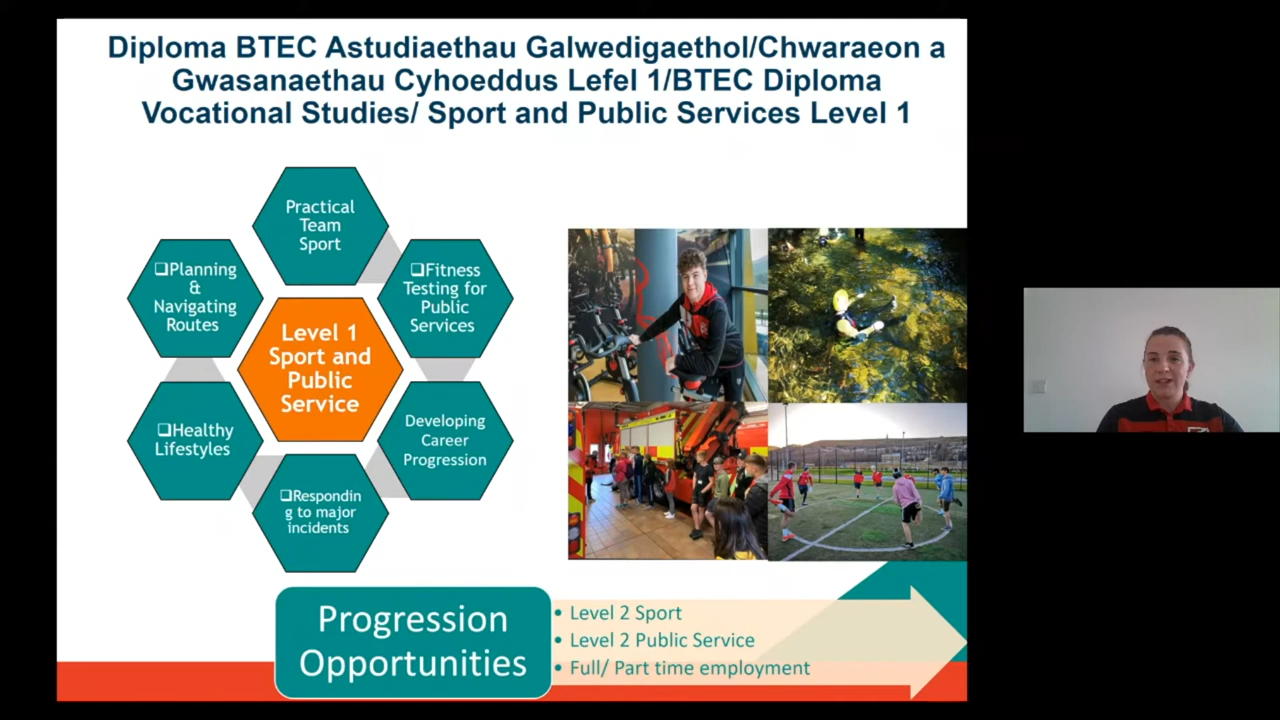 Diploma BTEC Astudiaethau Galwedigaethol/Chwaraeon a
Gwasanaethau Cyhoeddus Lefel 1/BTEC Diploma
Vocational Studies/ Sport and Public Services Level 1
Practical
Team
Sport
❑Planning
&
Navigating
Routes
❑Fitness
Testing for
Public
Services
Level 1
Sport and
Public
Service
❑Healthy
Lifestyles
Developing
Career
Progression
❑Respondin
g to major
incidents
Progression
Opportunities
• Level 2 Sport
• Level 2 Public Service
• Full/ Part time employment